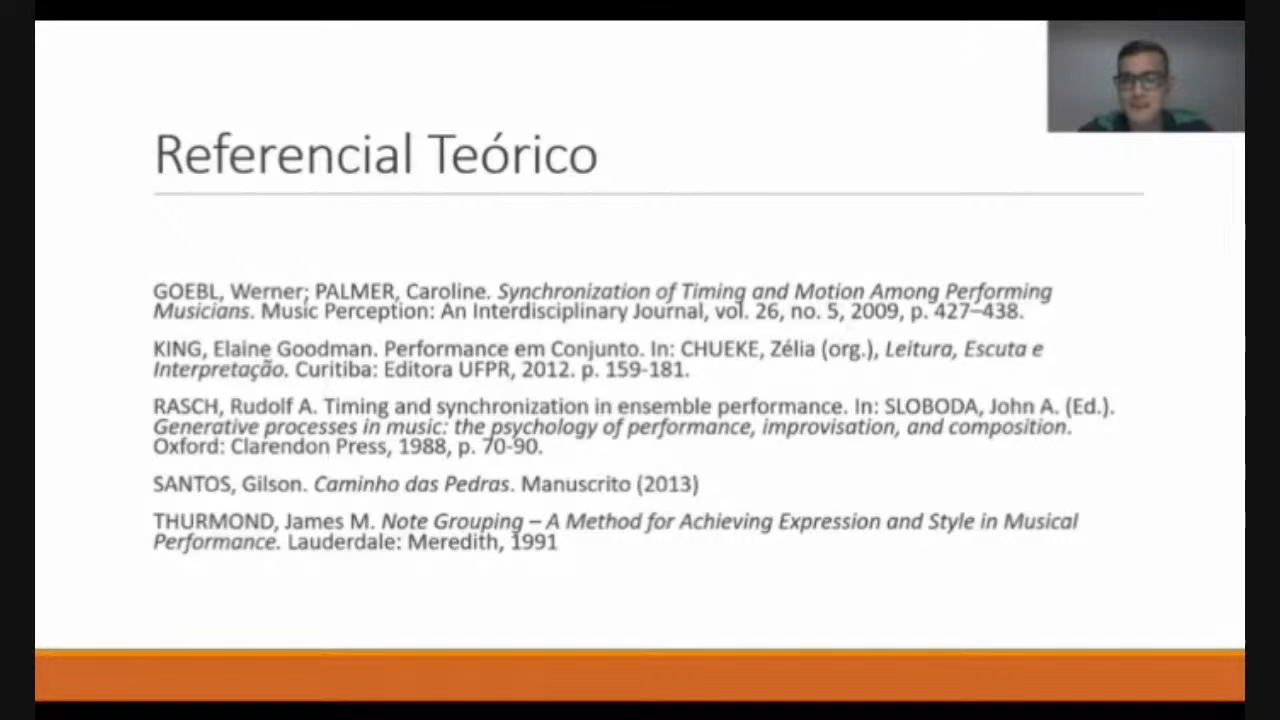 Referencial Teórico
GOEBL, Werner; PALMER, Caroline. Synchronization of Timing and Motion Among Performing
Musicians. Music Perception: An Interdisciplinary Journal, vol. 26, no. 5, 2009, p. 427–438.
KING, Elaine Goodman. Performance em Conjunto. In: CHUEKE, Zélia (org.), Leitura, Escuta e
Interpretação. Curitiba: Editora UFPR, 2012. p. 159-181.
RASCH, Rudolf A. Timing and synchronization in ensemble performance. In: SLOBODA, John A. (Ed.).
Generative processes in music: the psychology of performance, improvisation, and composition.
Oxford: Clarendon Press, 1988, p. 70-90.
SANTOS, Gilson. Caminho das Pedras. Manuscrito (2013)
THURMOND, James M. Note Grouping – A Method for Achieving Expression and Style in Musical
Performance. Lauderdale: Meredith, 1991